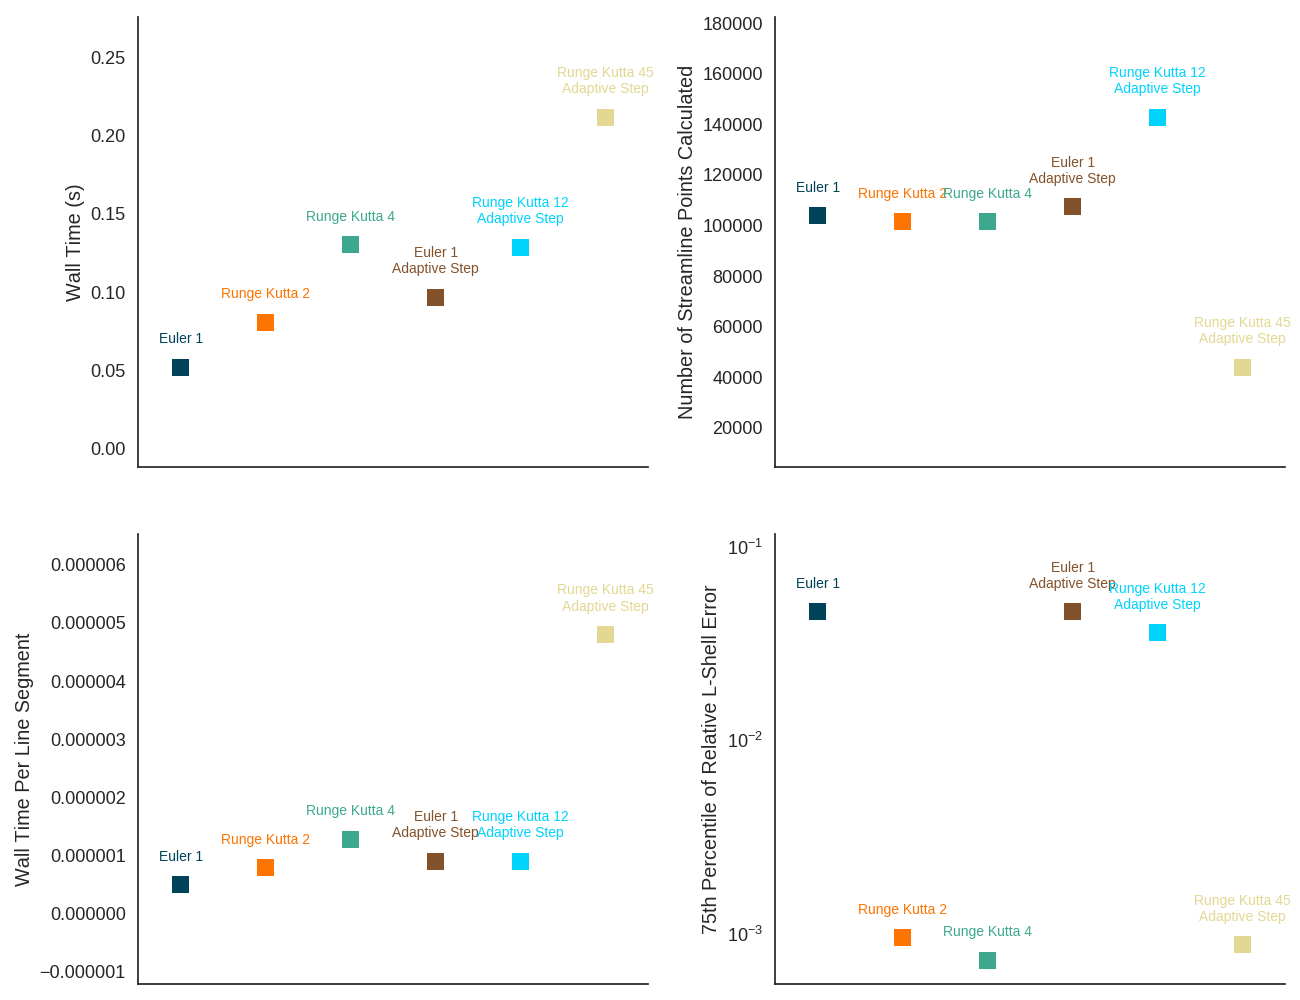 Wall Time (s)
0.25
0.20
0.15
0.10
0.05
0.00
Euler 1
Runge Kutta 2
Runge Kutta 4
Euler 1
Adaptive Step
Runge Kutta 12
Adaptive Step
Runge Kutta 45
Adaptive Step
Number of Streamline Points Calculated
180000
160000
140000
120000
100000
80000
60000
40000
20000
Euler 1
Runge Kutta 2
Runge Kutta 4
Euler 1
Adaptive Step
Runge Kutta 12
Adaptive Step
Runge Kutta 45
Adaptive Step
Wall Time Per Line Segment
0.000006
0.000005
0.000004
0.000003
0.000002
0.000001
0.000000
−0.000001
Euler 1
Runge Kutta 2
Runge Kutta 4
Euler 1
Adaptive Step
Runge Kutta 12
Adaptive Step
Runge Kutta 45
Adaptive Step
75th Percentile of Relative L-Shell Error
10⁻¹
10⁻²
10⁻³
Euler 1
Runge Kutta 2
Runge Kutta 4
Euler 1
Adaptive Step
Runge Kutta 12
Adaptive Step
Runge Kutta 45
Adaptive Step